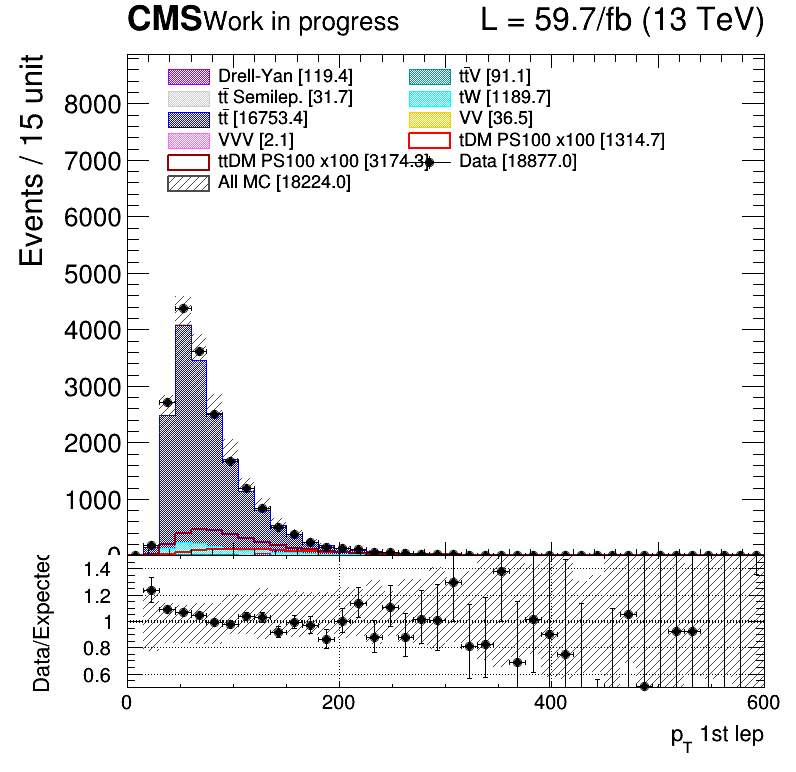 CMS Work in progress L = 59.7/fb (13 TeV)
Events / 15 unit
8000
7000
6000
5000
4000
3000
2000
1000
0
Drell-Yan [119.4] tt̄V [91.1]
tt̄ Semilep. [31.7] tW [1189.7]
tt̄ [16753.4] VV [36.5]
VVV [2.1] tDM PS100 x100 [1314.7]
ttDM PS100 x100 [3174.3] Data [18877.0]
All MC [18224.0]
Data/Expected
1.4
1.2
1
0.8
0.6
0 200 400 600
p_T 1st lep